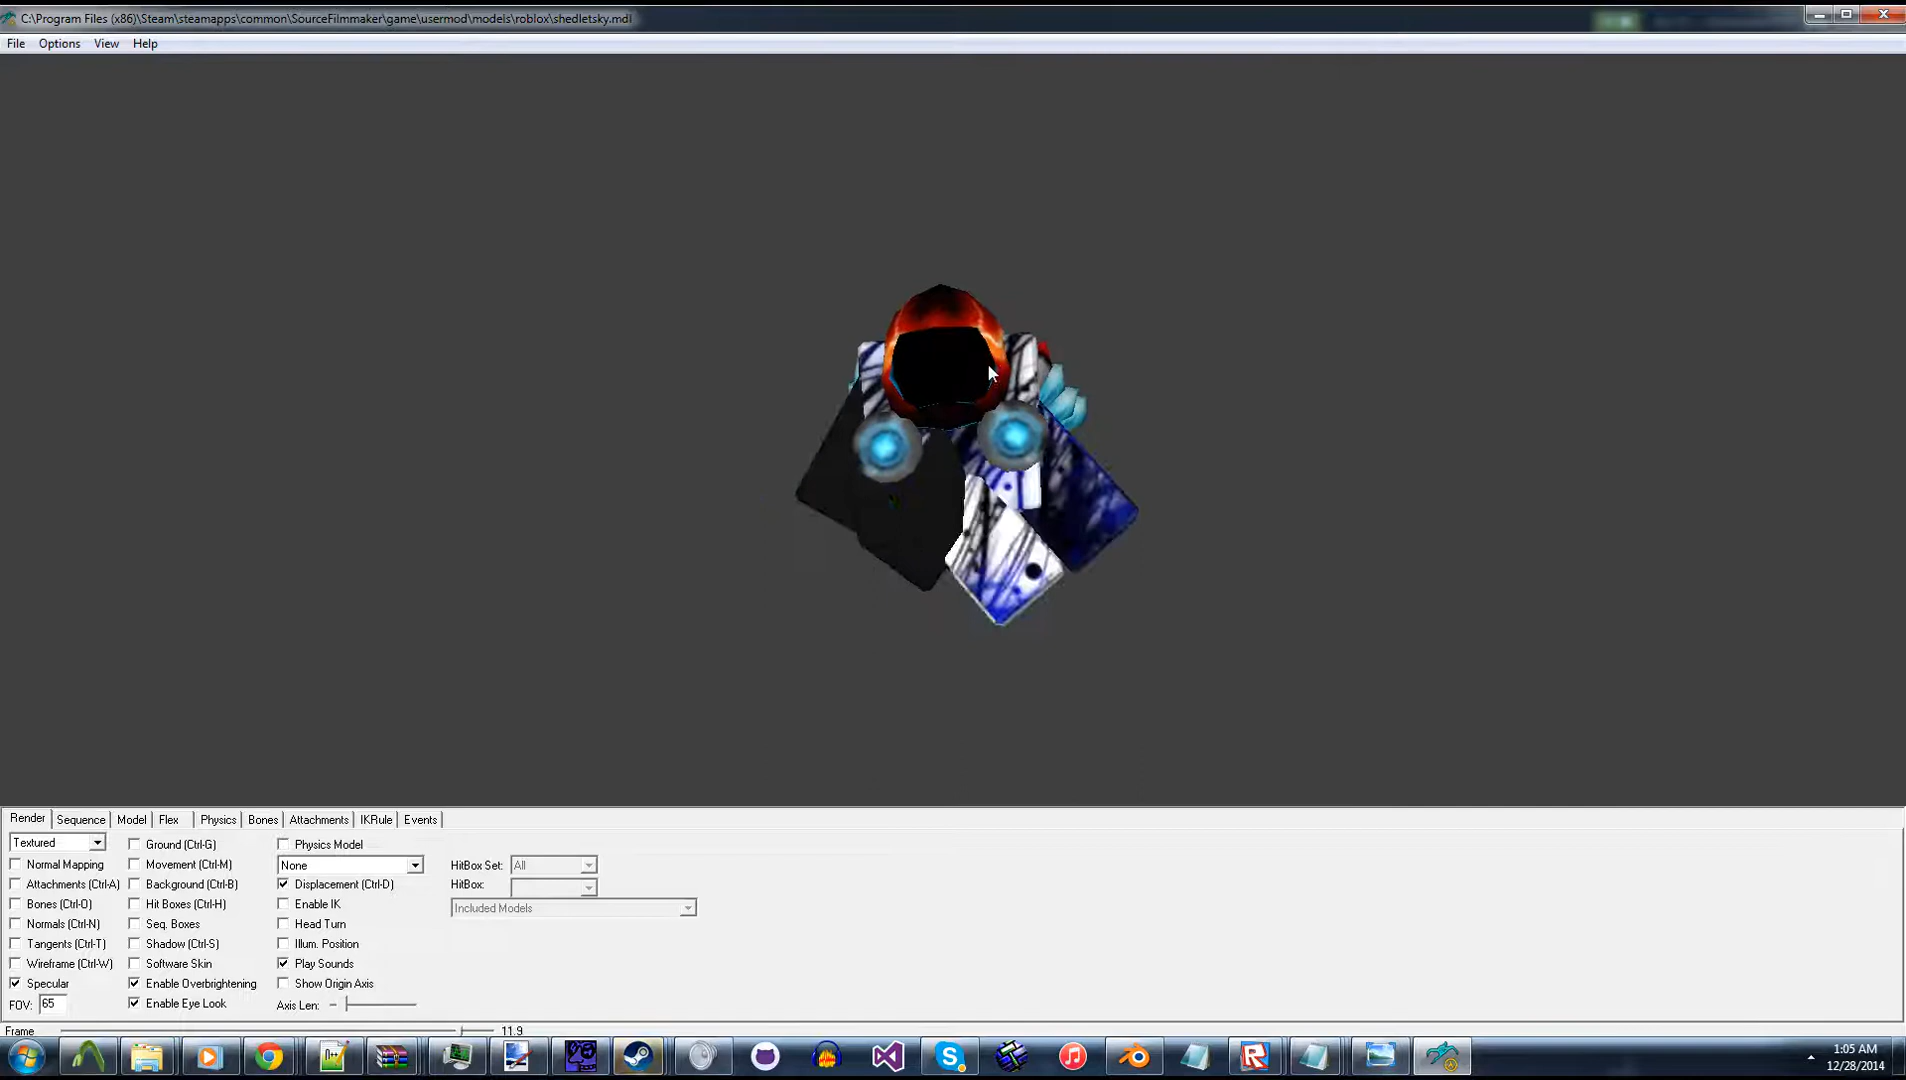 C:\Program Files (x86)\Steam\steamapps\common\SourceFilmmaker\game\usermod\models\roblox\shedletsky.mdl
File Options View Help
Render Sequence Model Flex Physics Bones Attachments IKRule Events
Textured
Normal Mapping
Attachments (Ctrl-A)
Bones (Ctrl-O)
Normals (Ctrl-N)
Tangents (Ctrl-T)
Wireframe (Ctrl-W)
Specular
FOV: 65
Ground (Ctrl-G)
Movement (Ctrl-M)
Background (Ctrl-B)
Hit Boxes (Ctrl-H)
Seq. Boxes
Shadow (Ctrl-S)
Software Skin
Enable Overbrightening
Enable Eye Look
Physics Model
None
Displacement (Ctrl-D)
Enable IK
Head Turn
Illum. Position
Play Sounds
Show Origin Axis
Axis Len:
HitBox Set: All
HitBox:
Included Models
Frame 11.9
1:05 AM
12/28/2014